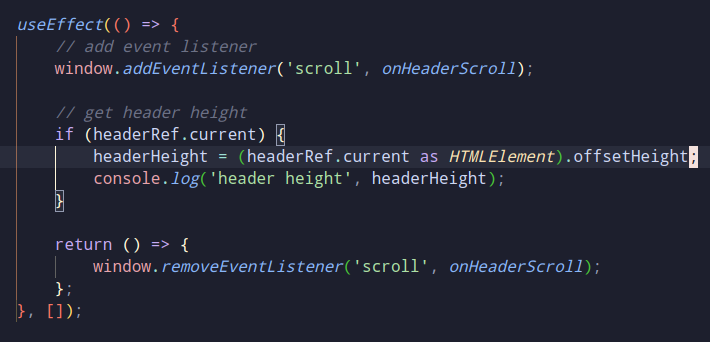 useEffect(() => {
// add event listener
window.addEventListener('scroll', onHeaderScroll);
// get header height
if (headerRef.current) {
headerHeight = (headerRef.current as HTMLElement).offsetHeight;
console.log('header height', headerHeight);
}
return () => {
window.removeEventListener('scroll', onHeaderScroll);
};
}, []);